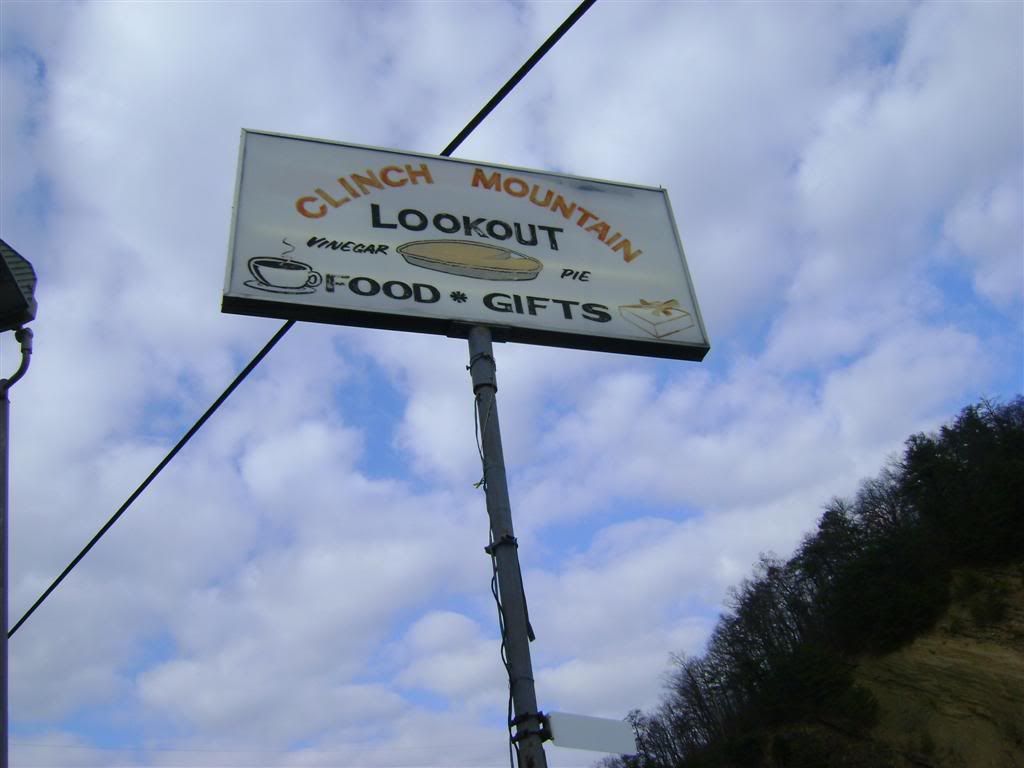 CLINCH MOUNTAIN
LOOKOUT
VINEGAR PIE
FOOD * GIFTS